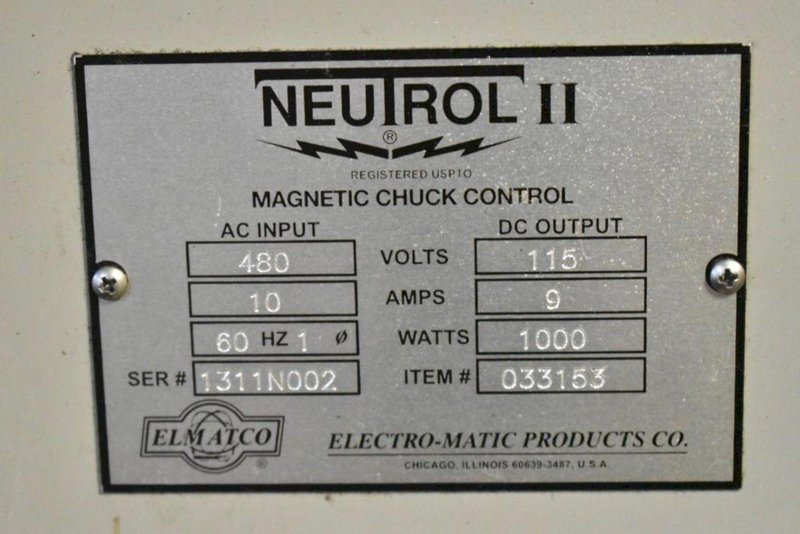 NEUTROL II
®
REGISTERED USPTO
MAGNETIC CHUCK CONTROL
AC INPUT DC OUTPUT
480 VOLTS 115
10 AMPS 9
60 HZ 1 Ø WATTS 1000
SER # 1311N002 ITEM # 033153
ELMATCO ®
ELECTRO-MATIC PRODUCTS CO.
CHICAGO, ILLINOIS 60639-3487, U.S.A.